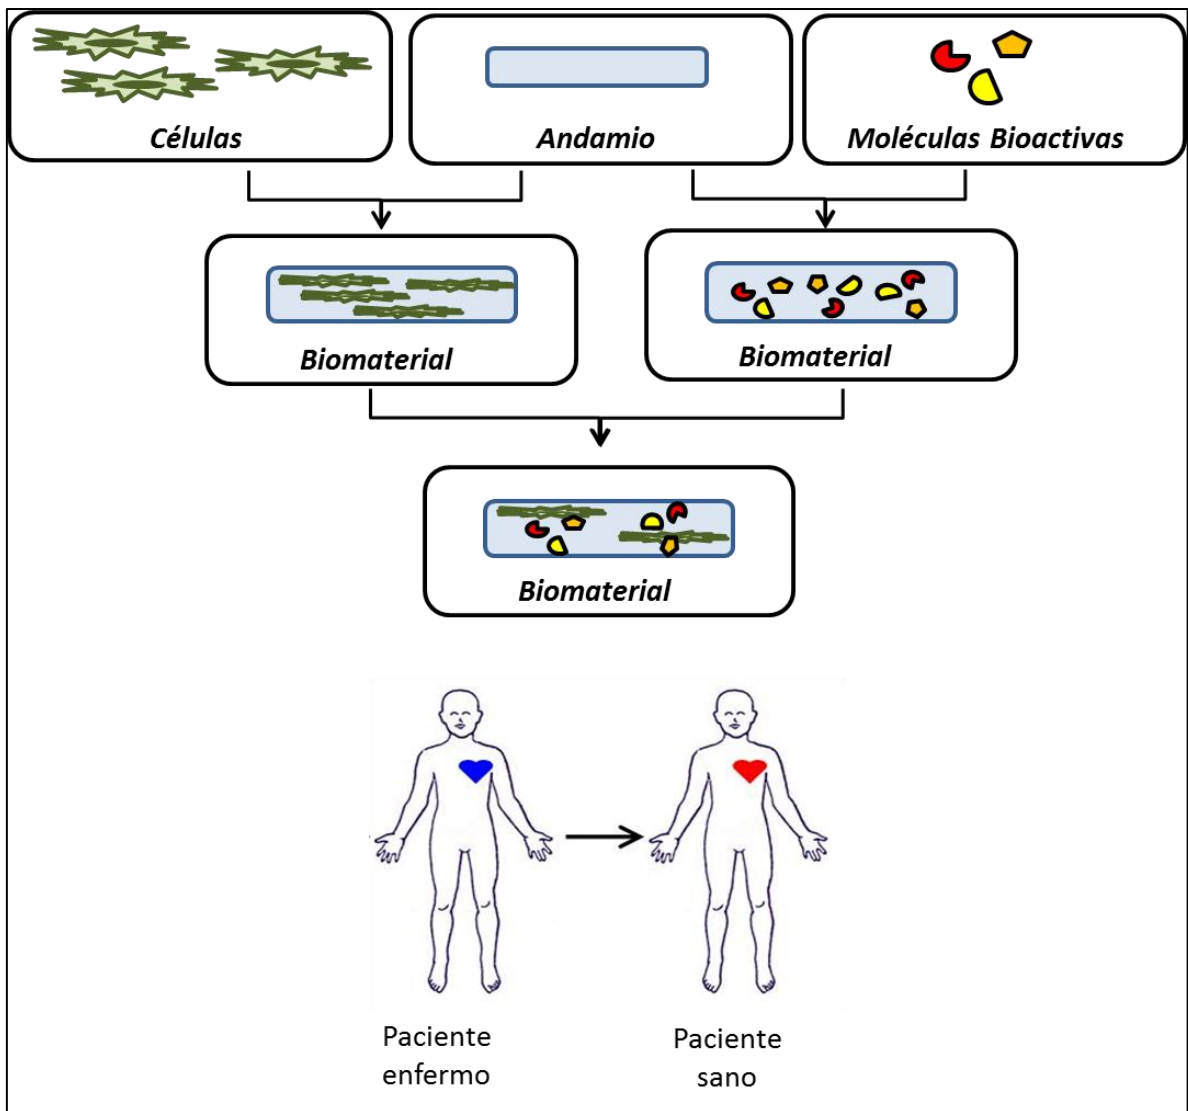 Células
Andamio
Moléculas Bioactivas
Biomaterial
Biomaterial
Biomaterial
Paciente
enfermo
Paciente
sano